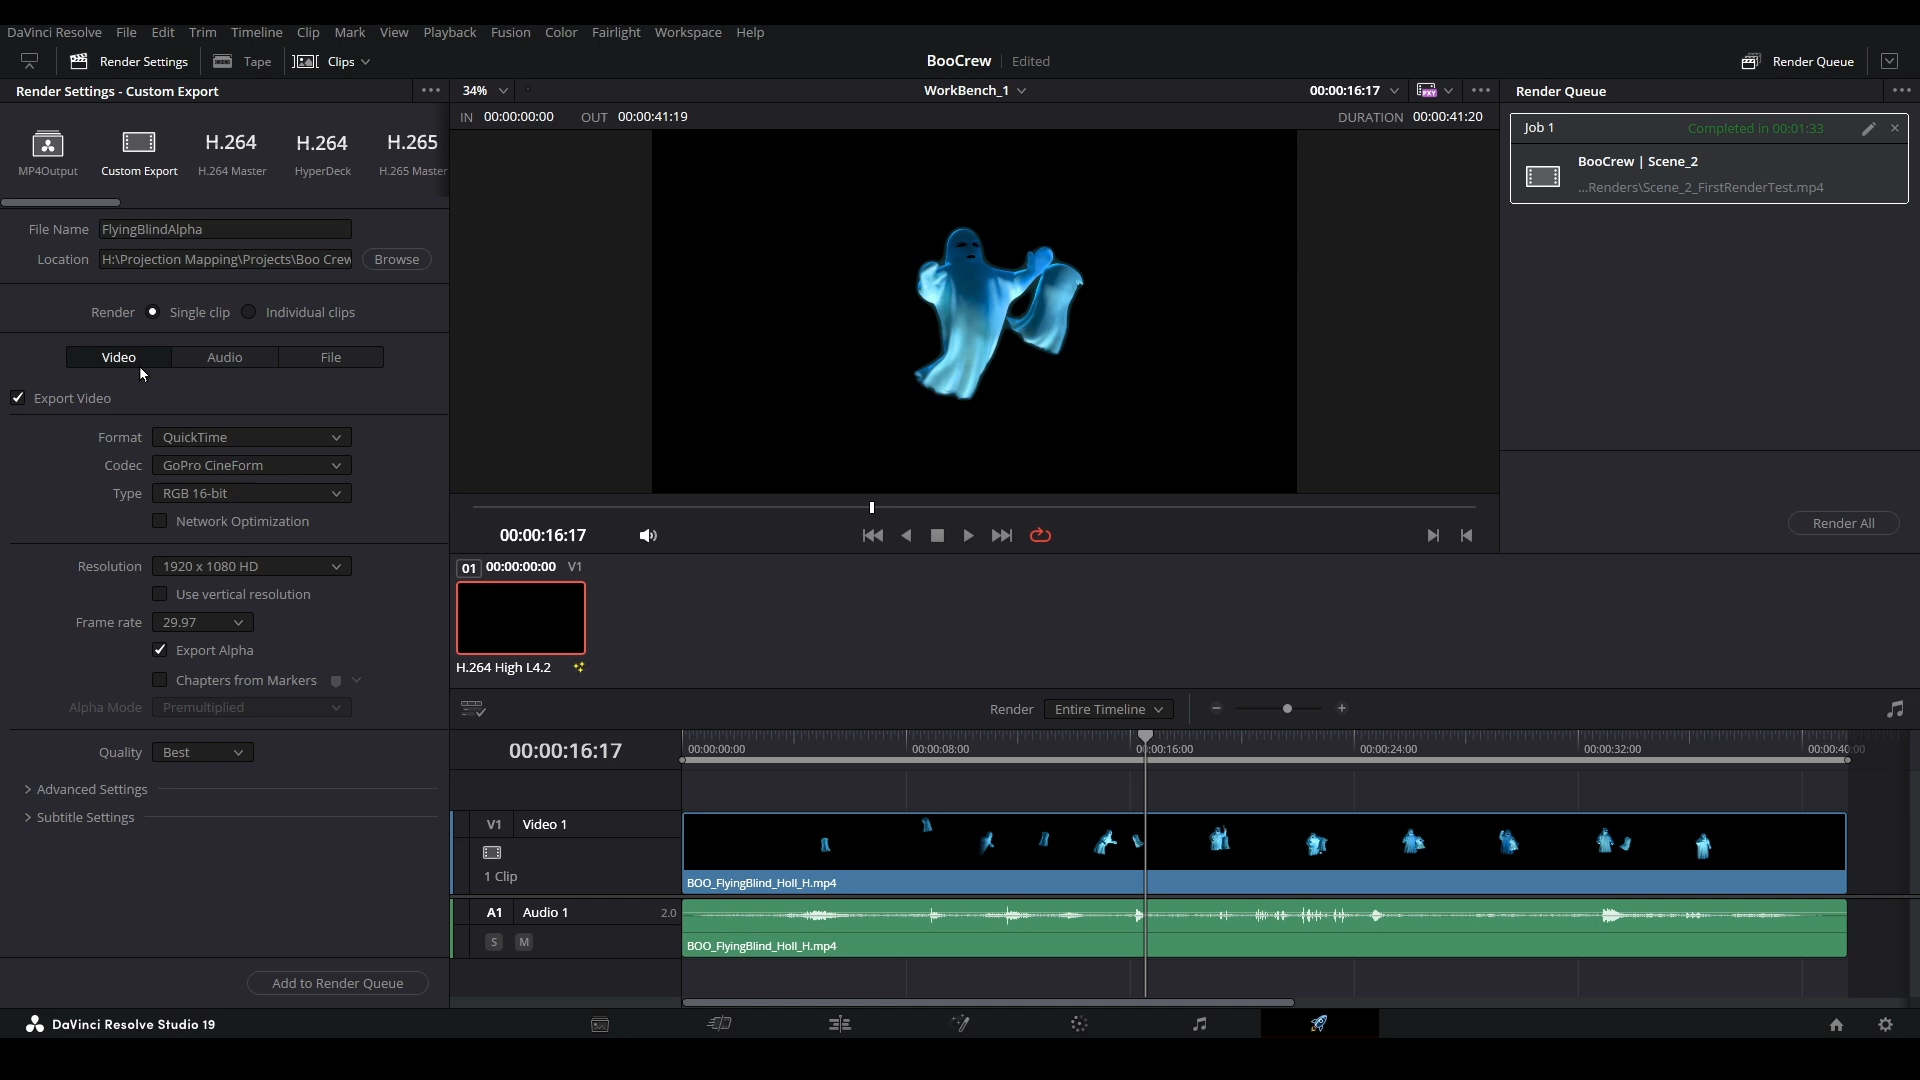 DaVinci Resolve File Edit Trim Timeline Clip Mark View Playback Fusion Color Fairlight Workspace Help
Render Settings Tape Clips BooCrew Edited Render Queue
Render Settings - Custom Export 34% WorkBench_1 00:00:16:17 PXY Render Queue
IN 00:00:00:00 OUT 00:00:41:19 DURATION 00:00:41:20
Job 1 Completed in 00:01:33
H.264 H.264 H.265
MP4Output Custom Export H.264 Master HyperDeck H.265 Master
BooCrew | Scene_2
...Renders\Scene_2_FirstRenderTest.mp4
File Name FlyingBlindAlpha
Location H:\Projection Mapping\Projects\Boo Crew Browse
Render Single clip Individual clips
Video Audio File
Export Video
Format QuickTime
Codec GoPro CineForm
Type RGB 16-bit
Network Optimization
00:00:16:17
Render All
Resolution 1920 x 1080 HD
Use vertical resolution
Frame rate 29.97
Export Alpha
Chapters from Markers
Alpha Mode Premultiplied
Quality Best
Advanced Settings
Subtitle Settings
Add to Render Queue
01 00:00:00:00 V1
H.264 High L4.2
Render Entire Timeline
00:00:16:17 00:00:00:00 00:00:08:00 00:00:16:00 00:00:24:00 00:00:32:00 00:00:40:00
V1 Video 1
1 Clip
BOO_FlyingBlind_Holl_H.mp4
A1 Audio 1 2.0
S M
BOO_FlyingBlind_Holl_H.mp4
DaVinci Resolve Studio 19